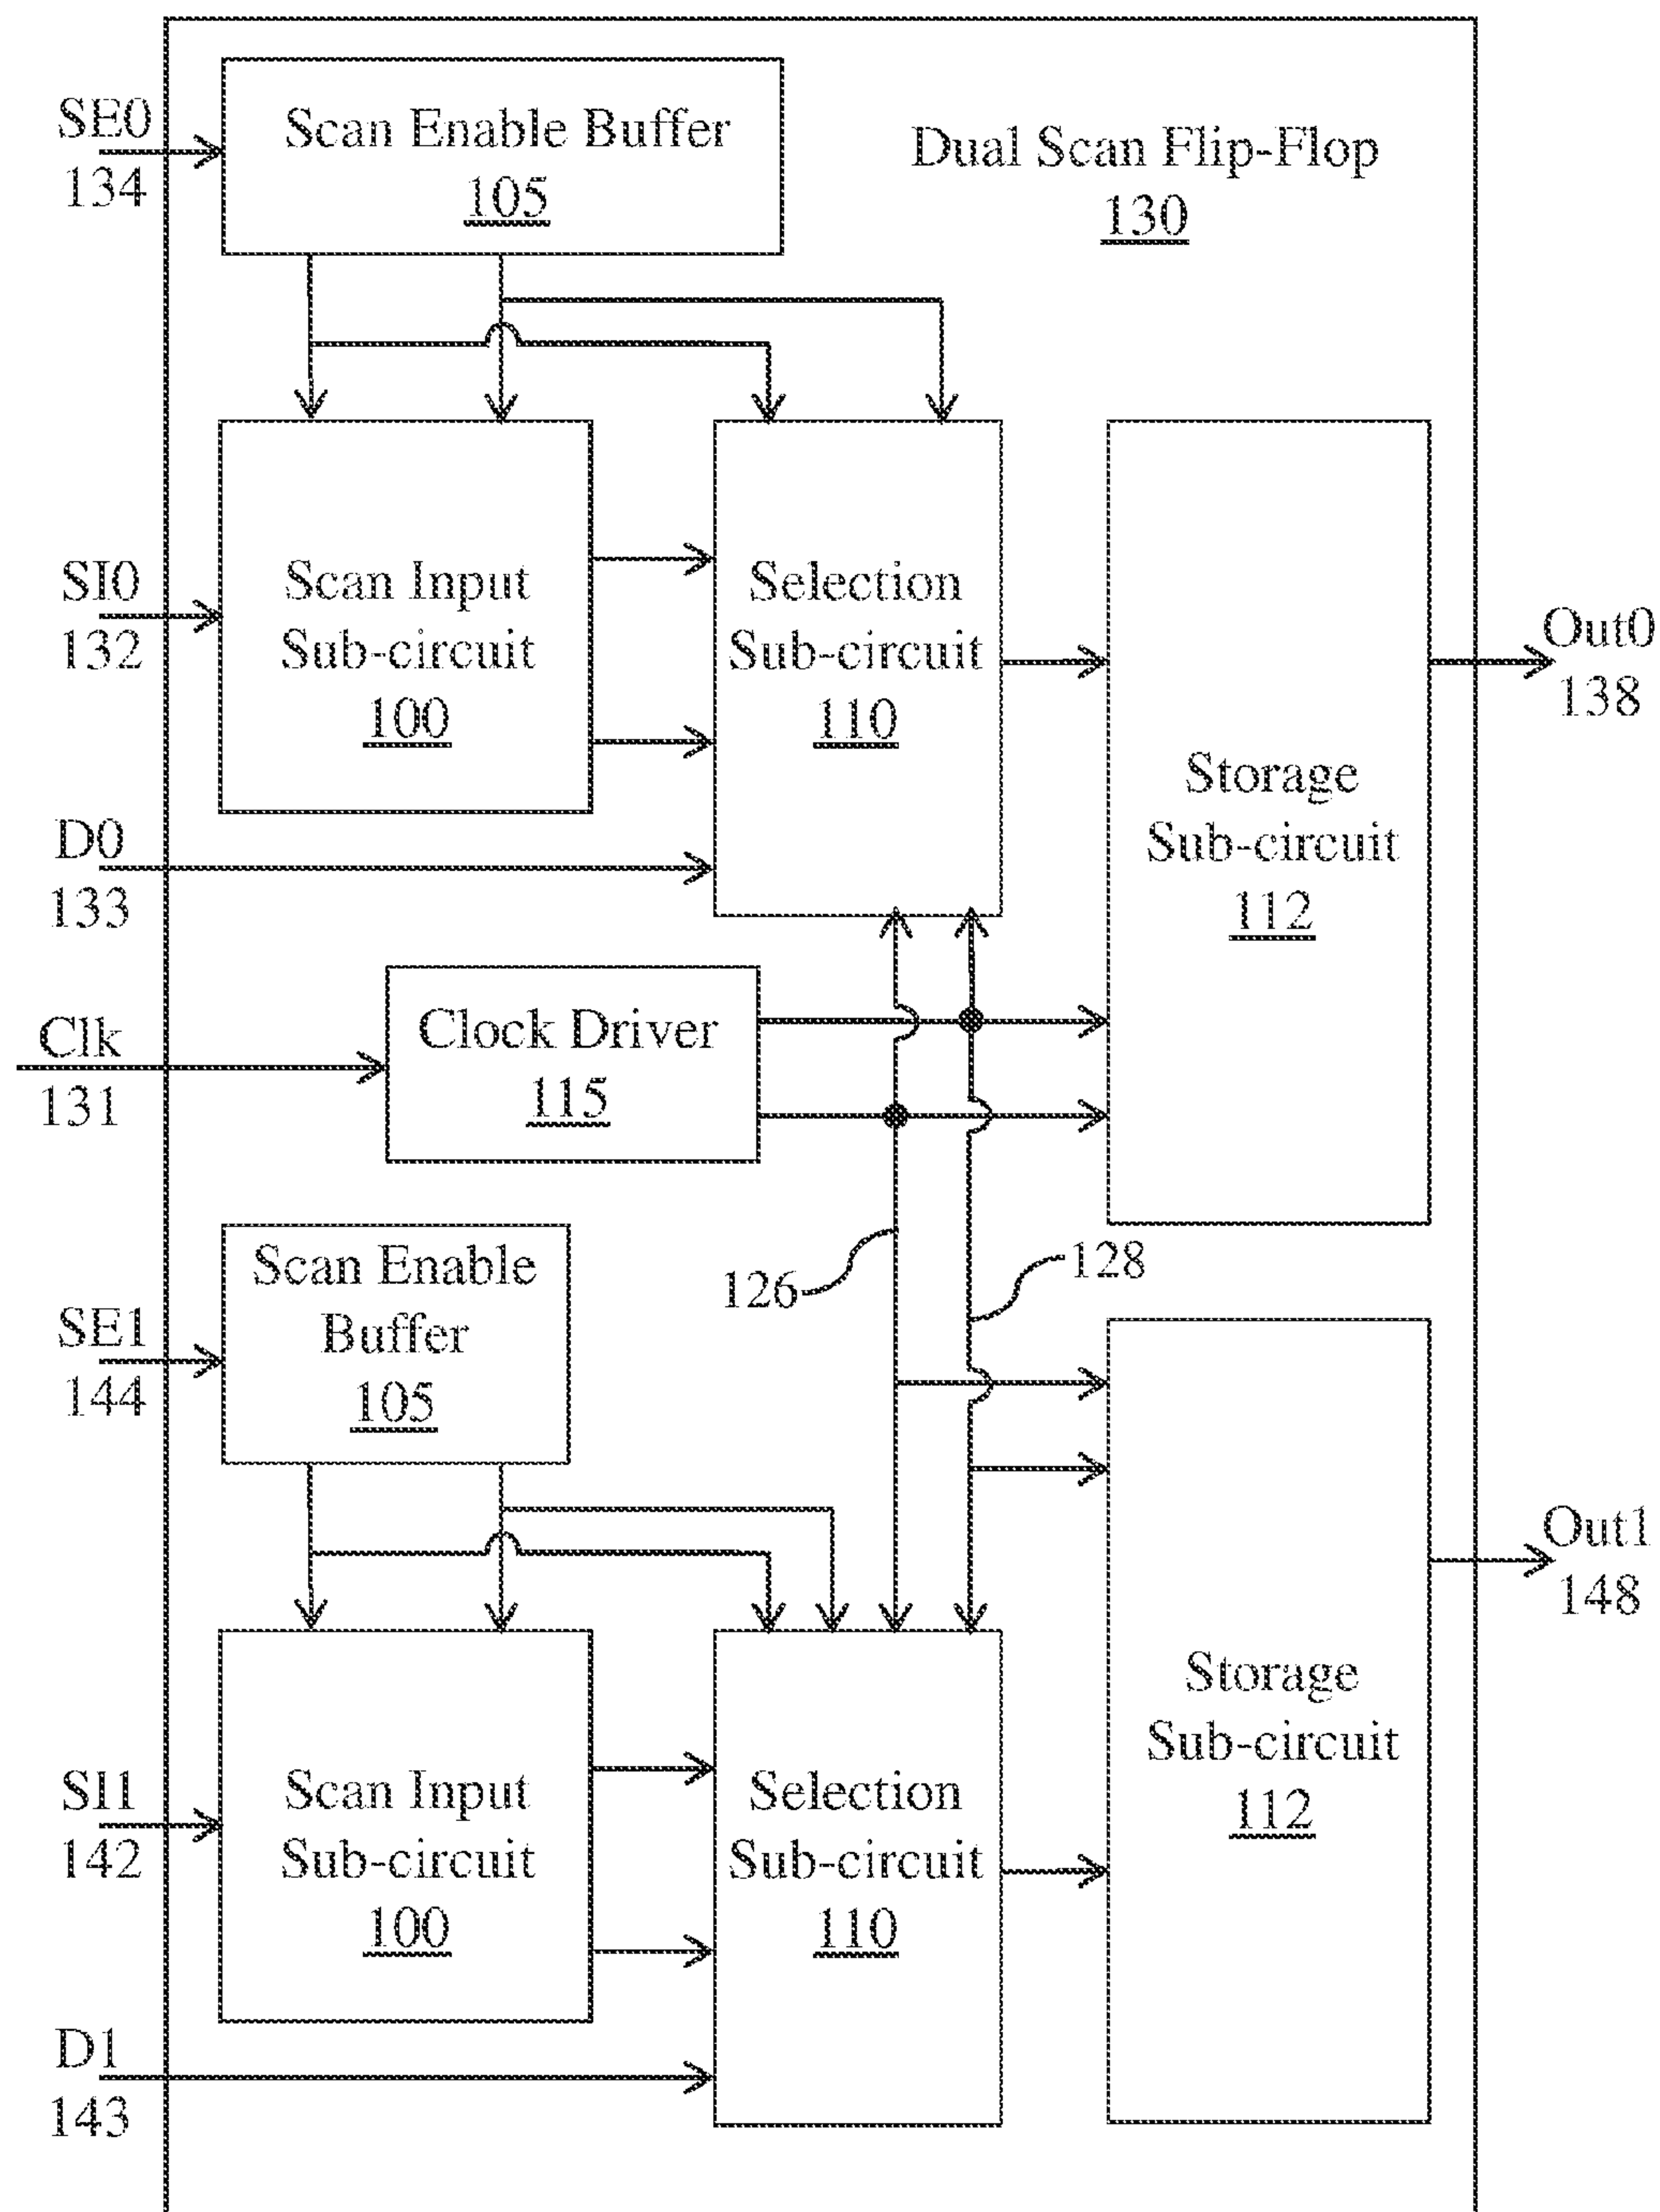 SE0
134
Scan Enable Buffer
105
Dual Scan Flip-Flop
130
SI0
132
Scan Input
Sub-circuit
100
Selection
Sub-circuit
110
Storage
Sub-circuit
112
Out0
138
D0
133
Clk
131
Clock Driver
115
126
128
SE1
144
Scan Enable
Buffer
105
SI1
142
Scan Input
Sub-circuit
100
Selection
Sub-circuit
110
Storage
Sub-circuit
112
Out1
148
D1
143